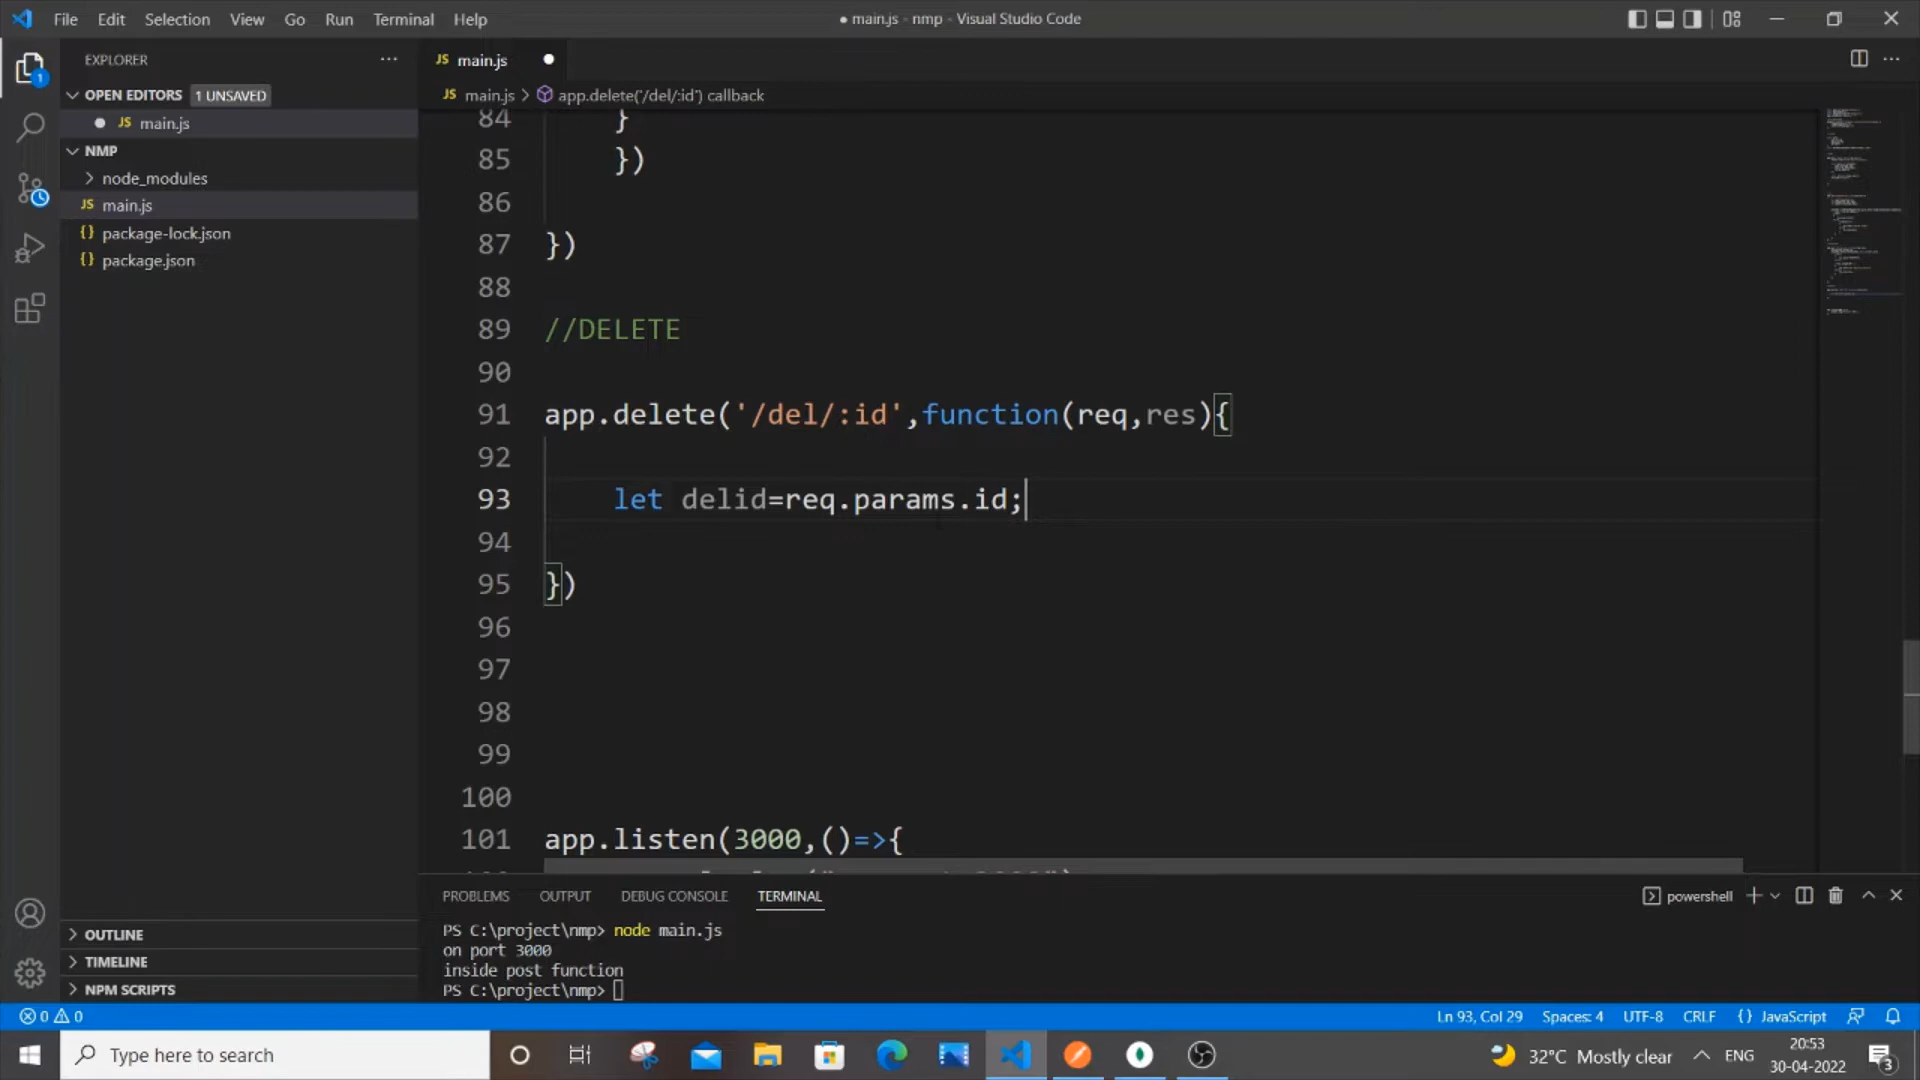 File Edit Selection View Go Run Terminal Help
● main.js - nmp - Visual Studio Code
EXPLORER
OPEN EDITORS 1 UNSAVED
JS main.js
NMP
node_modules
JS main.js
{} package-lock.json
{} package.json
OUTLINE
TIMELINE
NPM SCRIPTS
JS main.js
JS main.js > app.delete('/del/:id') callback
84 }
85 })
86
87 })
88
89 //DELETE
90
91 app.delete('/del/:id',function(req,res){
92
93 let delid=req.params.id;
94
95 })
96
97
98
99
100
101 app.listen(3000,()=>{
PROBLEMS OUTPUT DEBUG CONSOLE TERMINAL
powershell
PS C:\project\nmp> node main.js
on port 3000
inside post function
PS C:\project\nmp>
0 0
Ln 93, Col 29 Spaces: 4 UTF-8 CRLF {} JavaScript
Type here to search
32°C Mostly clear ENG
20:53
30-04-2022
3